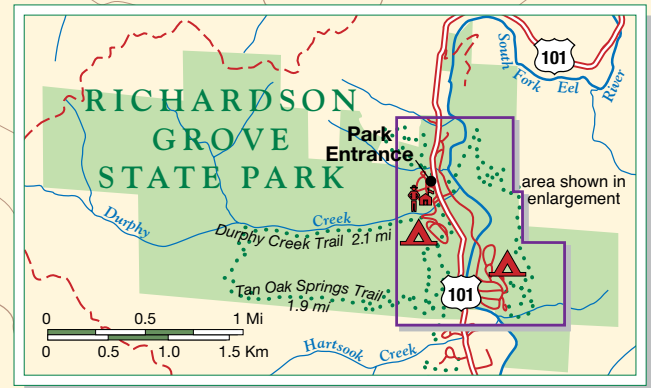 RICHARDSON
GROVE
STATE PARK
Park
Entrance
101
South
Fork
Eel
River
area shown in
enlargement
Durphy
Creek
Durphy Creek Trail 2.1 mi
Tan Oak Springs Trail
1.9 mi
101
0 0.5 1 Mi
0 0.5 1.0 1.5 Km
Hartsook Creek